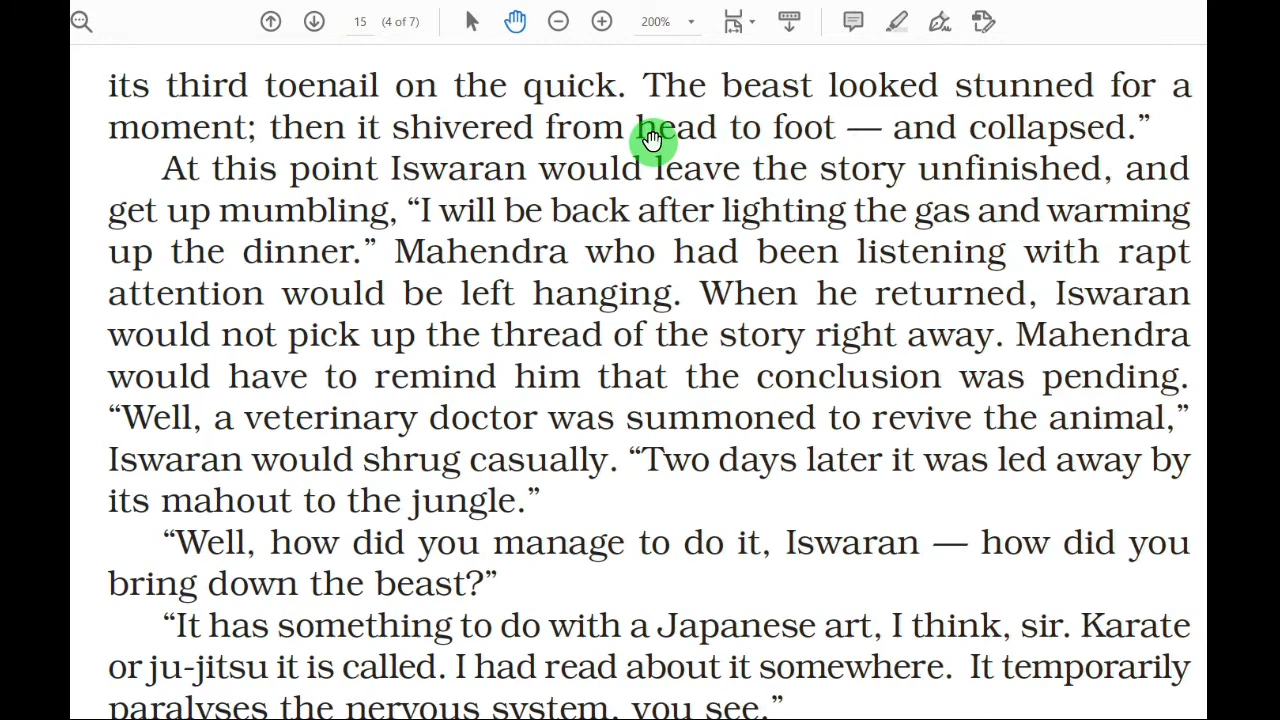 15 (4 of 7) 200%
its third toenail on the quick. The beast looked stunned for a
moment; then it shivered from head to foot — and collapsed.”
At this point Iswaran would leave the story unfinished, and
get up mumbling, “I will be back after lighting the gas and warming
up the dinner.” Mahendra who had been listening with rapt
attention would be left hanging. When he returned, Iswaran
would not pick up the thread of the story right away. Mahendra
would have to remind him that the conclusion was pending.
“Well, a veterinary doctor was summoned to revive the animal,”
Iswaran would shrug casually. “Two days later it was led away by
its mahout to the jungle.”
“Well, how did you manage to do it, Iswaran — how did you
bring down the beast?”
“It has something to do with a Japanese art, I think, sir. Karate
or ju-jitsu it is called. I had read about it somewhere. It temporarily
paralyses the nervous system, you see.”